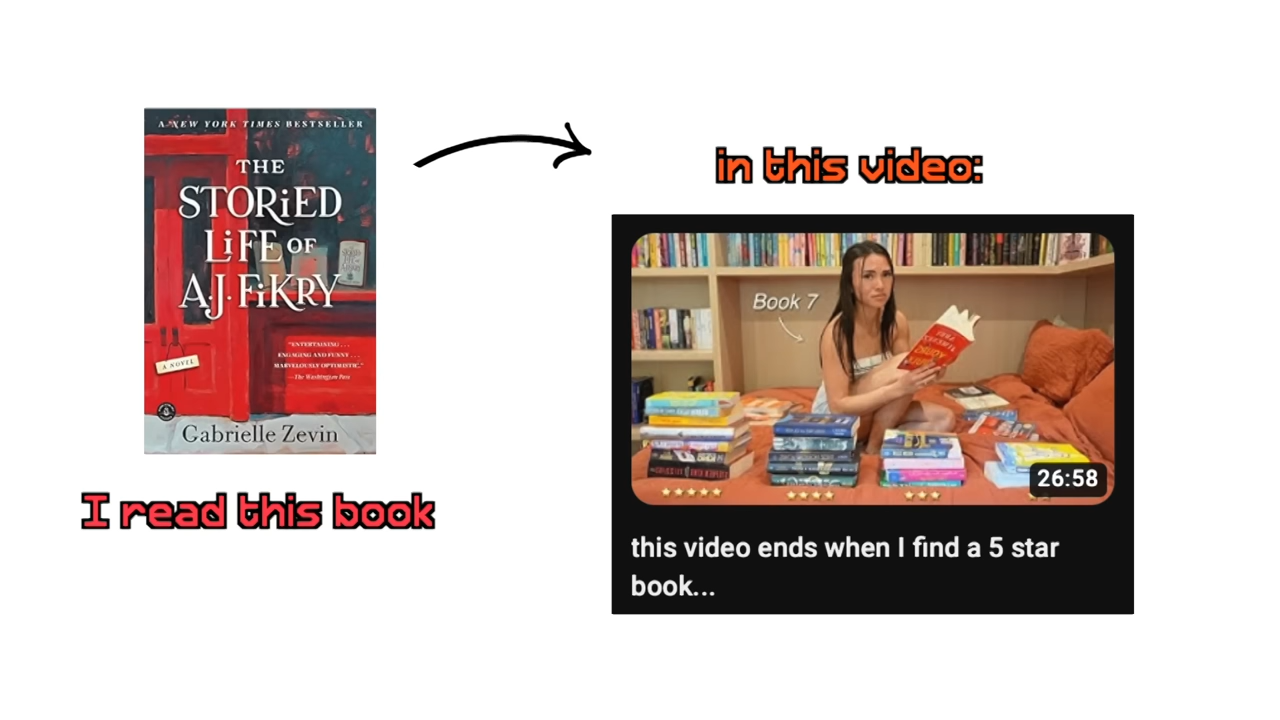 A NEW YORK TIMES BESTSELLER
THE
STORiED
LiFE OF
A.J. FiKRY
"ENTERTAINING . . .
ENGAGING AND FUNNY . . .
MARVELOUSLY OPTIMISTIC."
—The Washington Post
A NOVEL
Gabrielle Zevin
I read this book
in this video:
Book 7
26:58
this video ends when I find a 5 star
book...